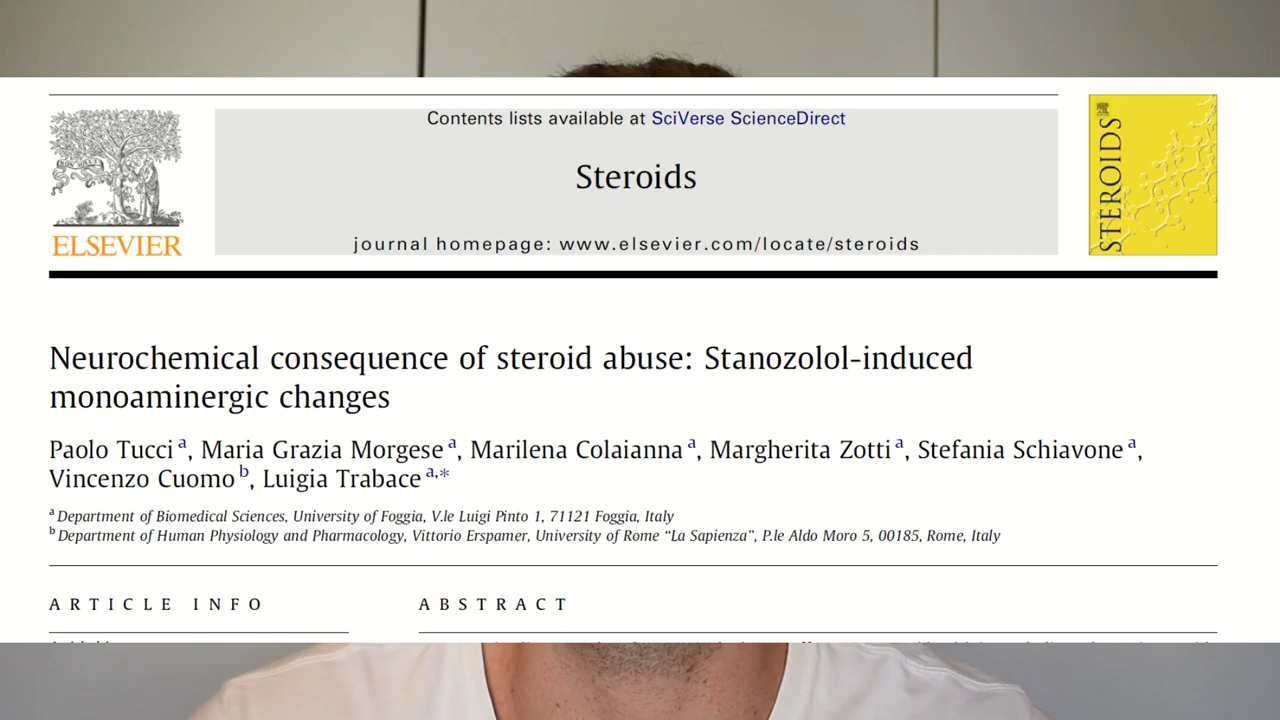 Contents lists available at SciVerse ScienceDirect
Steroids
journal homepage: www.elsevier.com/locate/steroids
ELSEVIER
STEROIDS
Neurochemical consequence of steroid abuse: Stanozolol-induced
monoaminergic changes
Paolo Tucci a, Maria Grazia Morgese a, Marilena Colaianna a, Margherita Zotti a, Stefania Schiavone a,
Vincenzo Cuomo b, Luigia Trabace a,*
a Department of Biomedical Sciences, University of Foggia, V.le Luigi Pinto 1, 71121 Foggia, Italy
b Department of Human Physiology and Pharmacology, Vittorio Erspamer, University of Rome “La Sapienza”, P.le Aldo Moro 5, 00185, Rome, Italy
ARTICLE INFO
ABSTRACT